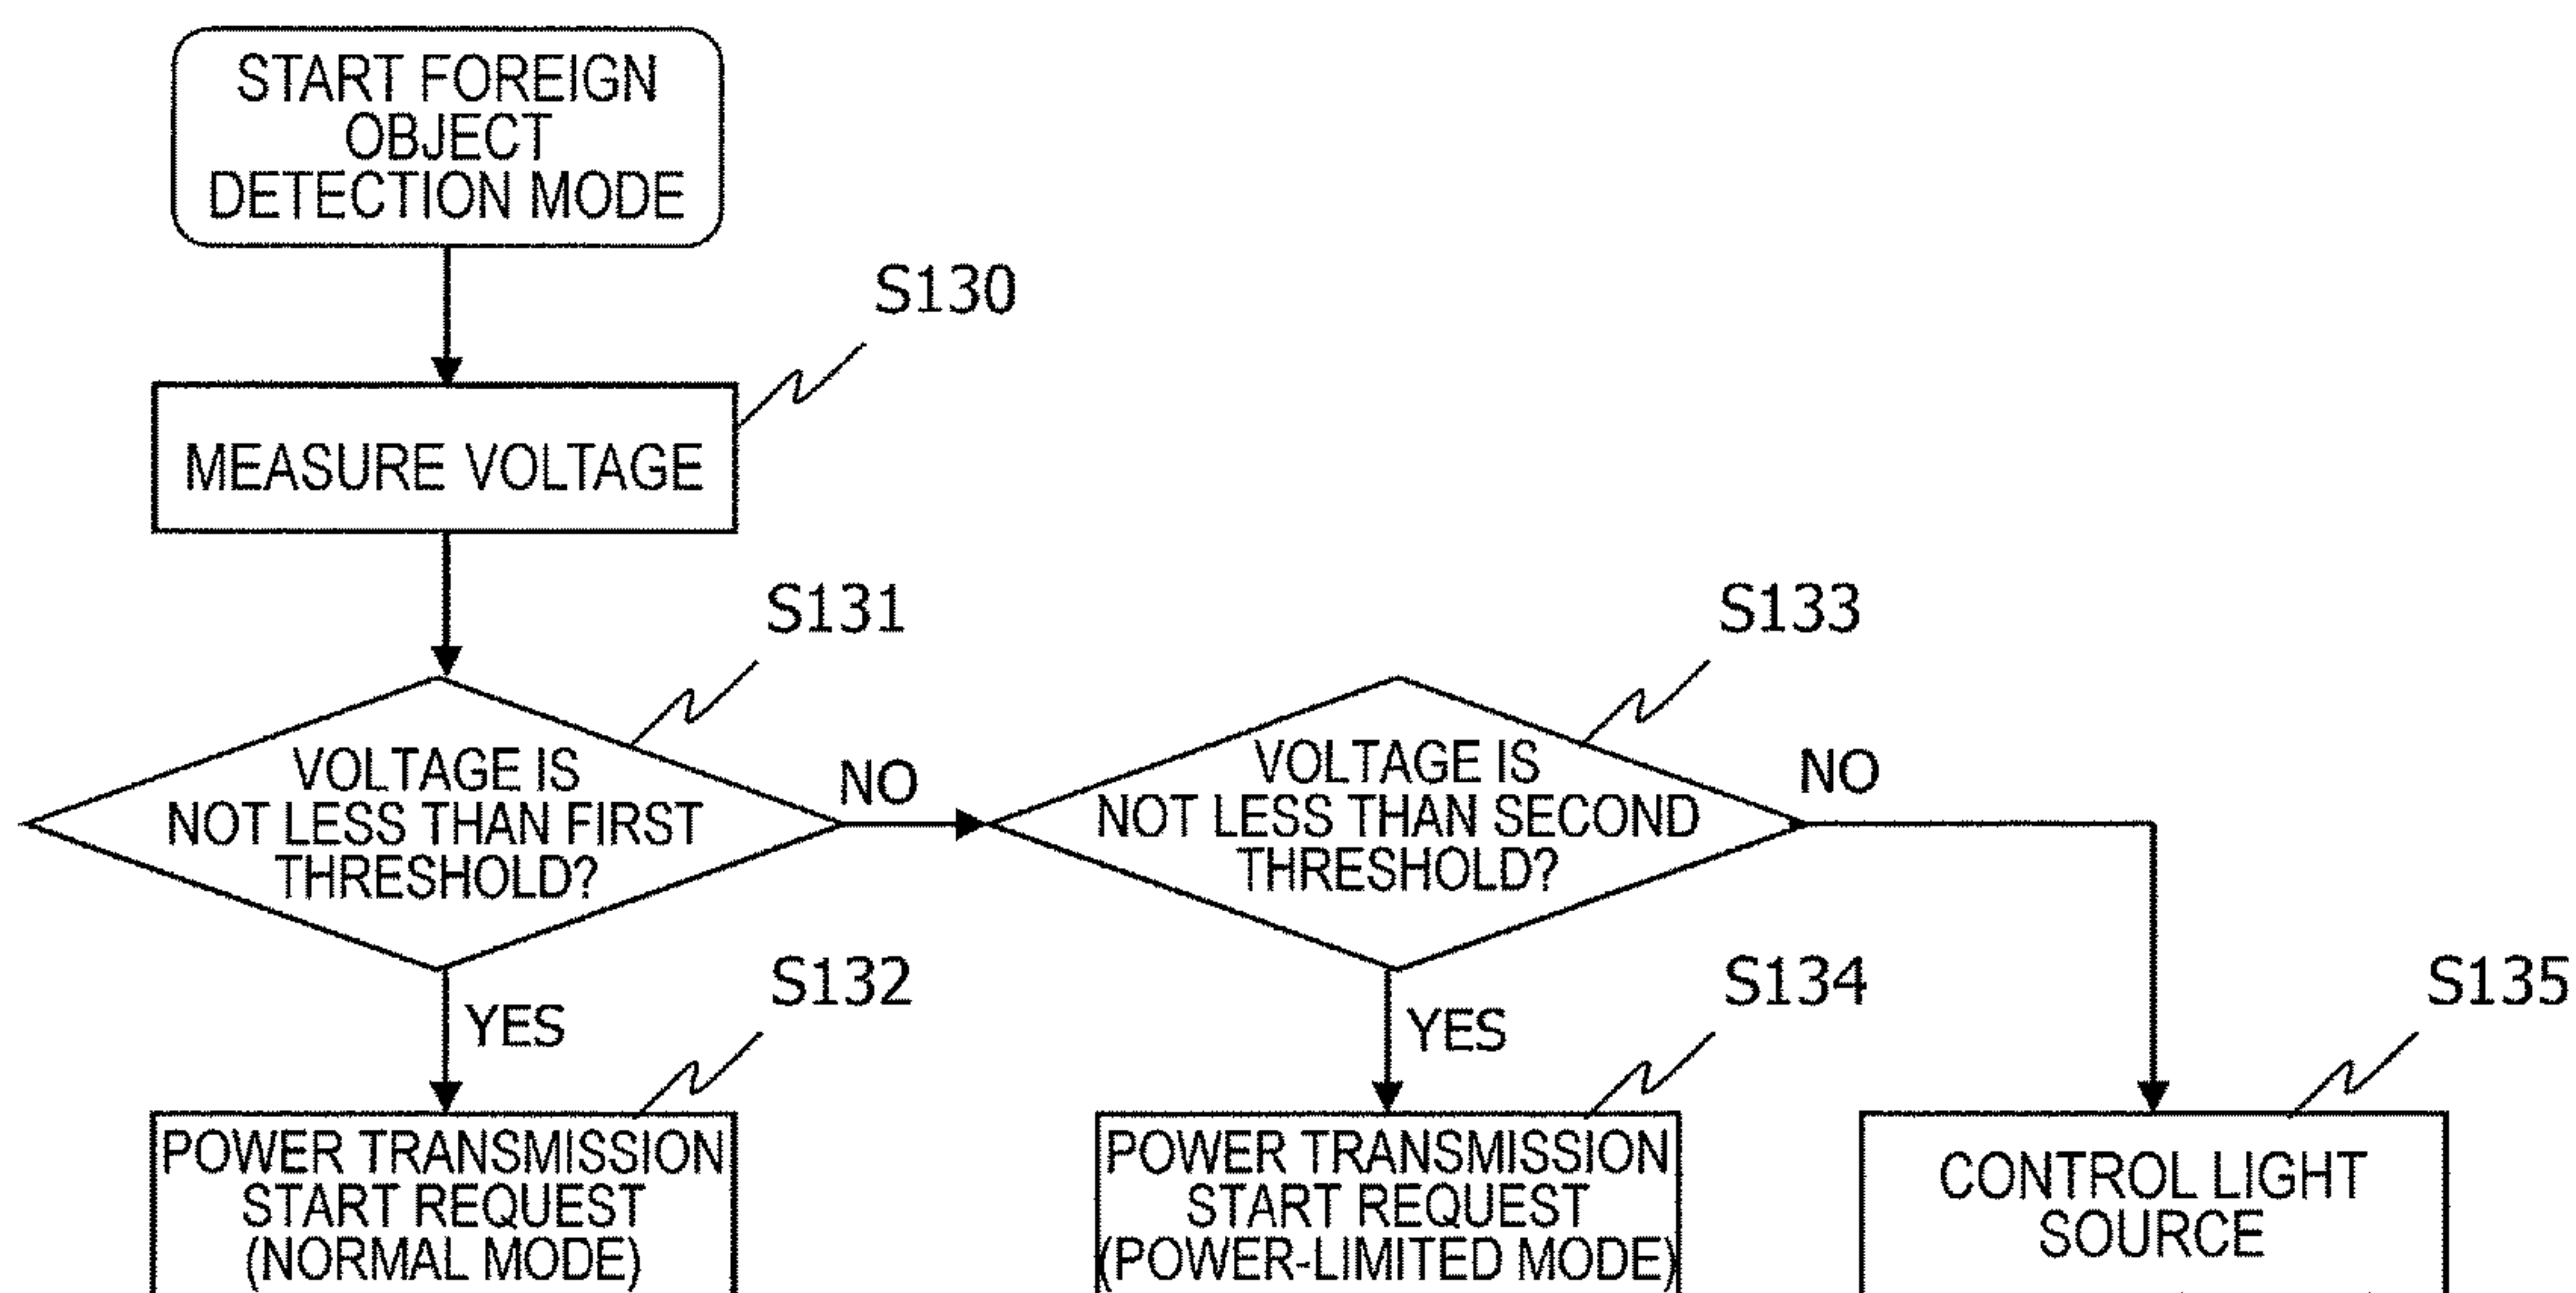 START FOREIGN
OBJECT
DETECTION MODE
S130
MEASURE VOLTAGE
S131
VOLTAGE IS
NOT LESS THAN FIRST
THRESHOLD?
NO
YES
S133
VOLTAGE IS
NOT LESS THAN SECOND
THRESHOLD?
NO
YES
S132
POWER TRANSMISSION
START REQUEST
(NORMAL MODE)
S134
POWER TRANSMISSION
START REQUEST
(POWER-LIMITED MODE)
S135
CONTROL LIGHT
SOURCE